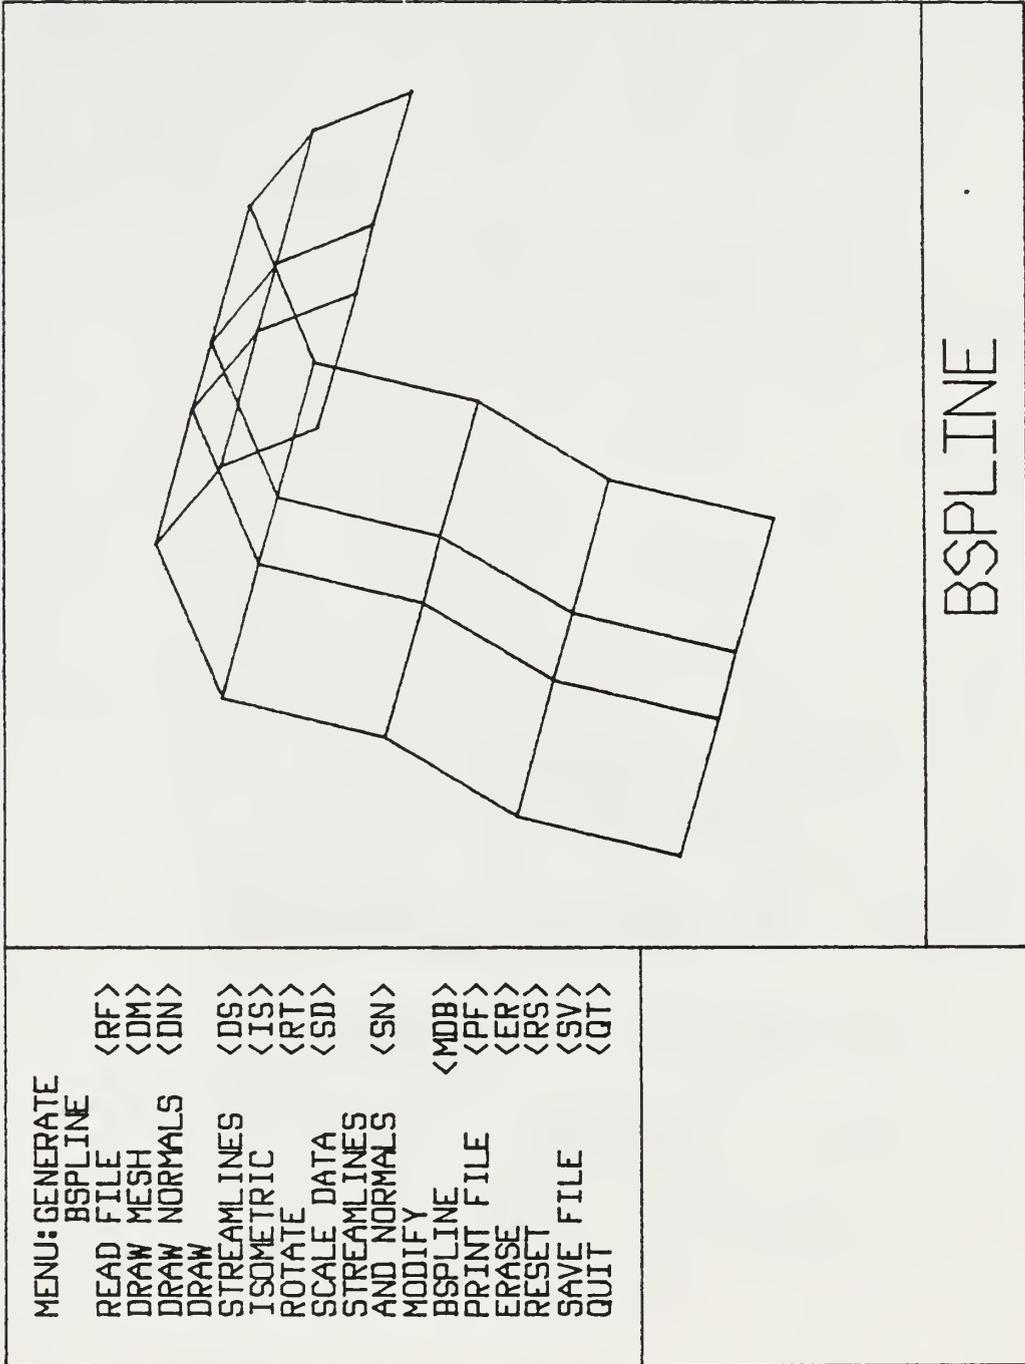 MENU: GENERATE
BSPLINE
READ FILE <RF>
DRAW MESH <DM>
DRAW NORMALS <DN>
DRAW
STREAMLINES <DS>
ISOMETRIC <IS>
ROTATE <RT>
SCALE DATA <SD>
STREAMLINES
AND NORMALS <SN>
MODIFY
BSPLINE <MDB>
PRINT FILE <PF>
ERASE <ER>
RESET <RS>
SAVE FILE <SV>
QUIT <QT>
BSPLINE